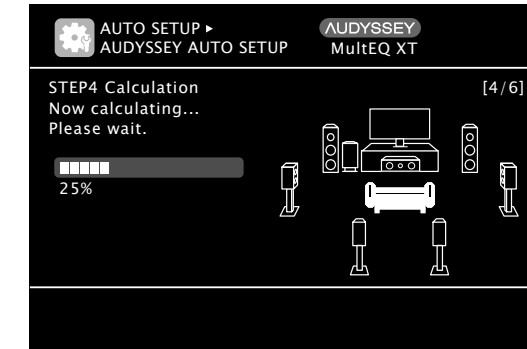 AUTO SETUP ▸
AUDYSSEY AUTO SETUP
AUDYSSEY
MultEQ XT
STEP4 Calculation
[4/6]
Now calculating...
Please wait.
25%